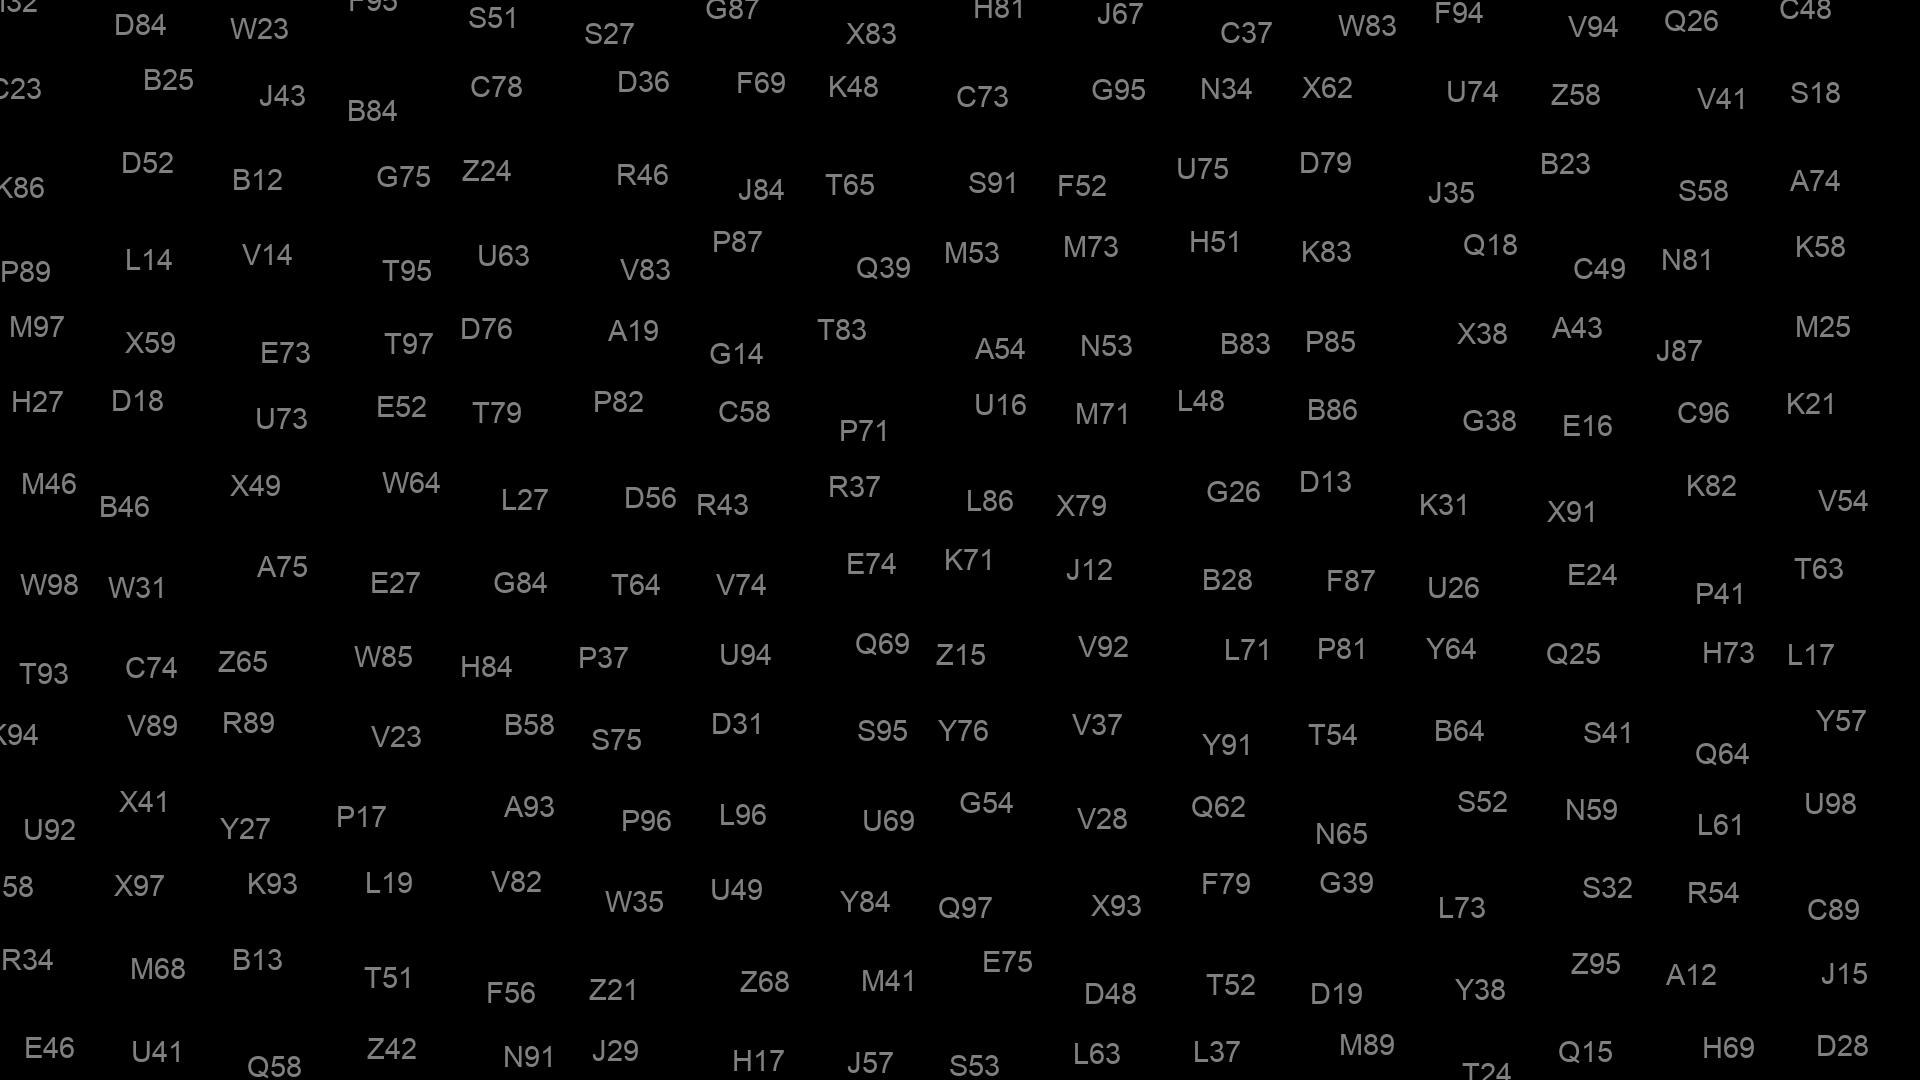 D84 W23 F95 S51 S27 G87 X83 H81 J67 C37 W83 F94 V94 Q26 C48
C23 B25 J43 B84 C78 D36 F69 K48 C73 G95 N34 X62 U74 Z58 V41 S18
K86 D52 B12 G75 Z24 R46 J84 T65 S91 F52 U75 D79 J35 B23 S58 A74
P89 L14 V14 T95 U63 V83 P87 Q39 M53 M73 H51 K83 Q18 C49 N81 K58
M97 X59 E73 T97 D76 A19 G14 T83 A54 N53 B83 P85 X38 A43 J87 M25
H27 D18 U73 E52 T79 P82 C58 P71 U16 M71 L48 B86 G38 E16 C96 K21
M46 B46 X49 W64 L27 D56 R43 R37 L86 X79 G26 D13 K31 X91 K82 V54
W98 W31 A75 E27 G84 T64 V74 E74 K71 J12 B28 F87 U26 E24 P41 T63
T93 C74 Z65 W85 H84 P37 U94 Q69 Z15 V92 L71 P81 Y64 Q25 H73 L17
K94 V89 R89 V23 B58 S75 D31 S95 Y76 V37 Y91 T54 B64 S41 Q64 Y57
U92 X41 Y27 P17 A93 P96 L96 U69 G54 V28 Q62 N65 S52 N59 L61 U98
58 X97 K93 L19 V82 W35 U49 Y84 Q97 X93 F79 G39 L73 S32 R54 C89
R34 M68 B13 T51 F56 Z21 Z68 M41 E75 D48 T52 D19 Y38 Z95 A12 J15
E46 U41 Q58 Z42 N91 J29 H17 J57 S53 L63 L37 M89 T24 Q15 H69 D28